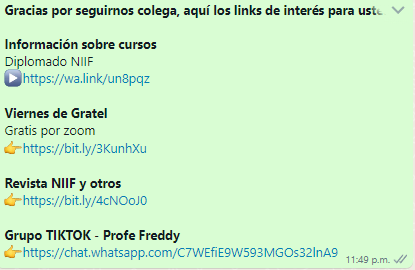 Gracias por seguirnos colega, aquí los links de interés para uste
Información sobre cursos
Diplomado NIIF
▶️https://wa.link/un8pqz
Viernes de Gratel
Gratis por zoom
👉https://bit.ly/3KunhXu
Revista NIIF y otros
👉https://bit.ly/4cNOoJ0
Grupo TIKTOK - Profe Freddy
👉https://chat.whatsapp.com/C7WEfiE9W593MGOs32lnA9
11:49 p.m.